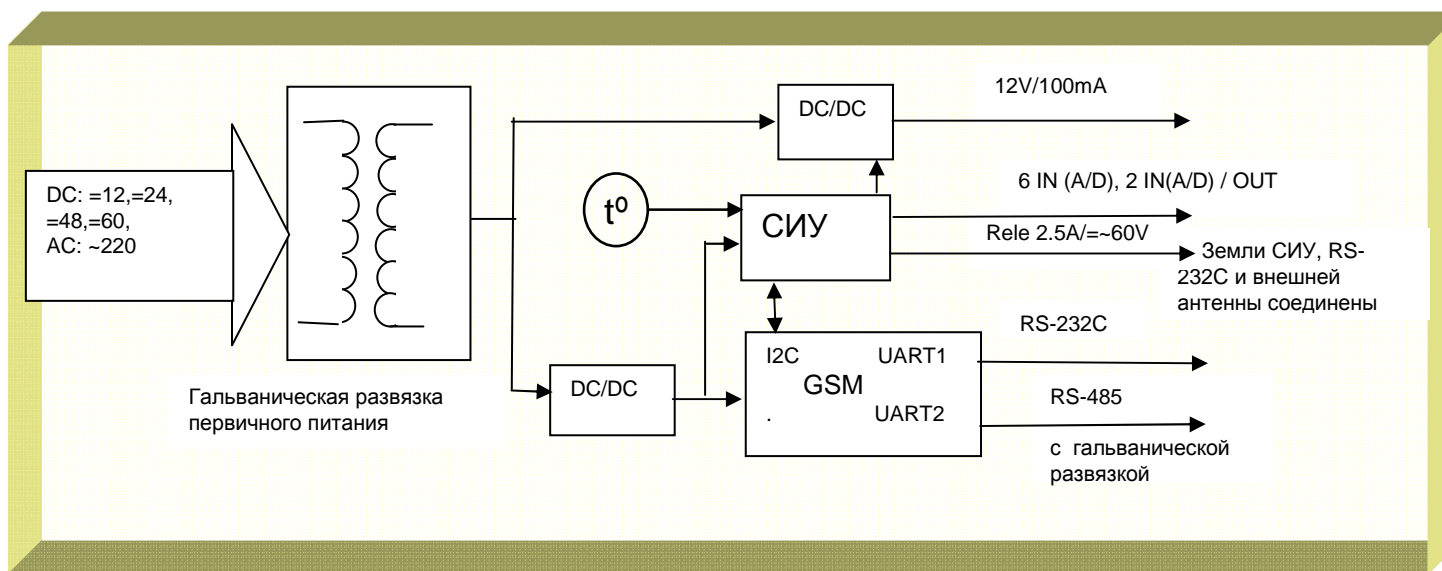 12V/100mA
DC/DC
6 IN (A/D), 2 IN(A/D) / OUT
DC: =12,=24,
=48,=60,
AC: ~220
t⁰
СИУ
Rele 2.5A/=~60V
Земли СИУ, RS-
232С и внешней
антенны соединены
RS-232C
I2C UART1
GSM
. UART2
DC/DC
RS-485
Гальваническая развязка
первичного питания
с гальванической
развязкой